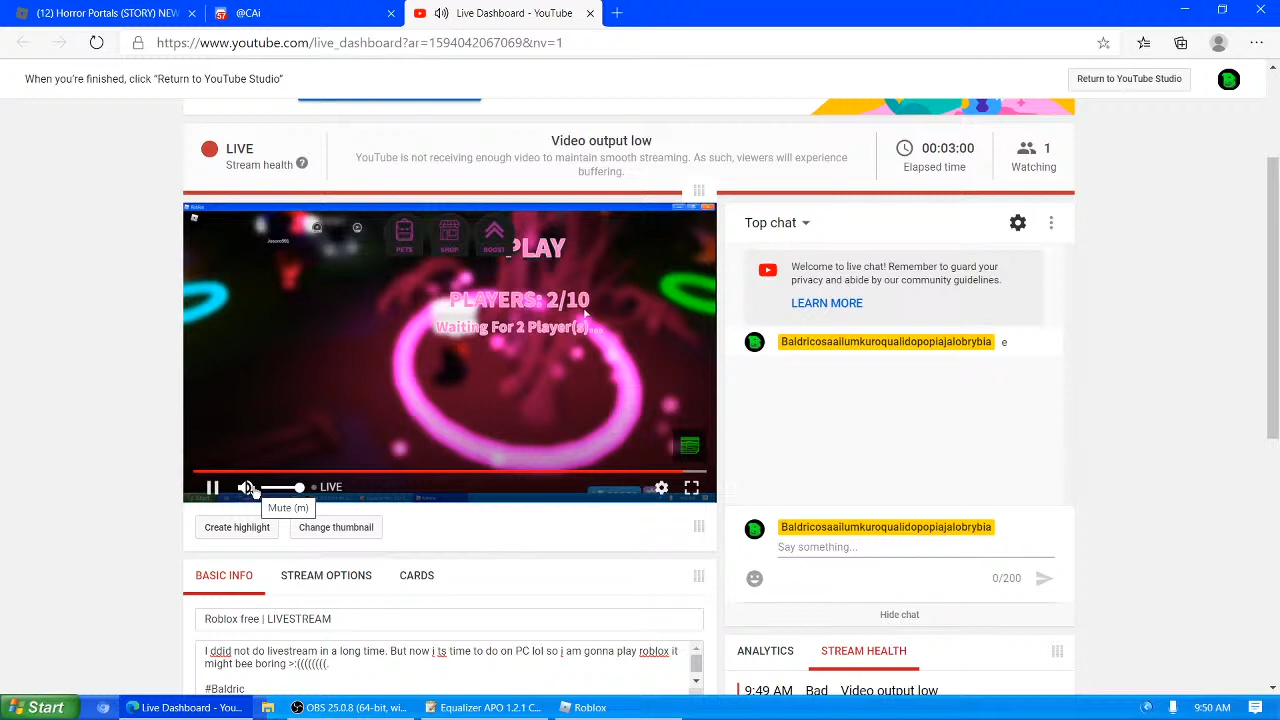 (12) Horror Portals (STORY) NEW
@CAi
Live Dashboard - YouTube
https://www.youtube.com/live_dashboard?ar=1594042067069&nv=1
When you're finished, click "Return to YouTube Studio"
Return to YouTube Studio
LIVE
Stream health
Video output low
YouTube is not receiving enough video to maintain smooth streaming. As such, viewers will experience
buffering.
00:03:00
Elapsed time
1
Watching
Roblox
PETS
SHOP
BOOST
PLAY
PLAYERS: 2/10
Waiting For 2 Player(s)...
LIVE
Mute (m)
Create highlight
Change thumbnail
Top chat
Welcome to live chat! Remember to guard your
privacy and abide by our community guidelines.
LEARN MORE
Baldricosaailumkuroqualidopopiajalobrybia e
Baldricosaailumkuroqualidopopiajalobrybia
Say something...
0/200
Hide chat
BASIC INFO
STREAM OPTIONS
CARDS
Roblox free | LIVESTREAM
I ddid not do livestream in a long time. But now i ts time to do on PC lol so i am gonna play roblox it
might bee boring >:((((((((.
#Baldric
ANALYTICS
STREAM HEALTH
9:49 AM Bad Video output low
Start
Live Dashboard - You...
OBS 25.0.8 (64-bit, wi...
Equalizer APO 1.2.1 C...
Roblox
9:50 AM